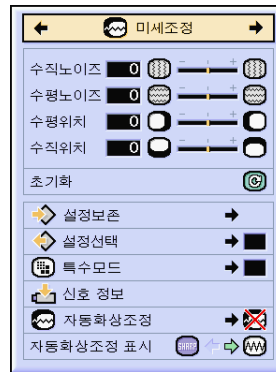 미세조정
수직노이즈 0 - +
수평노이즈 0 - +
수평위치 0 - +
수직위치 0 - +
초기화
설정보존
설정선택
특수모드
신호 정보
자동화상조정
자동화상조정 표시 SHARP